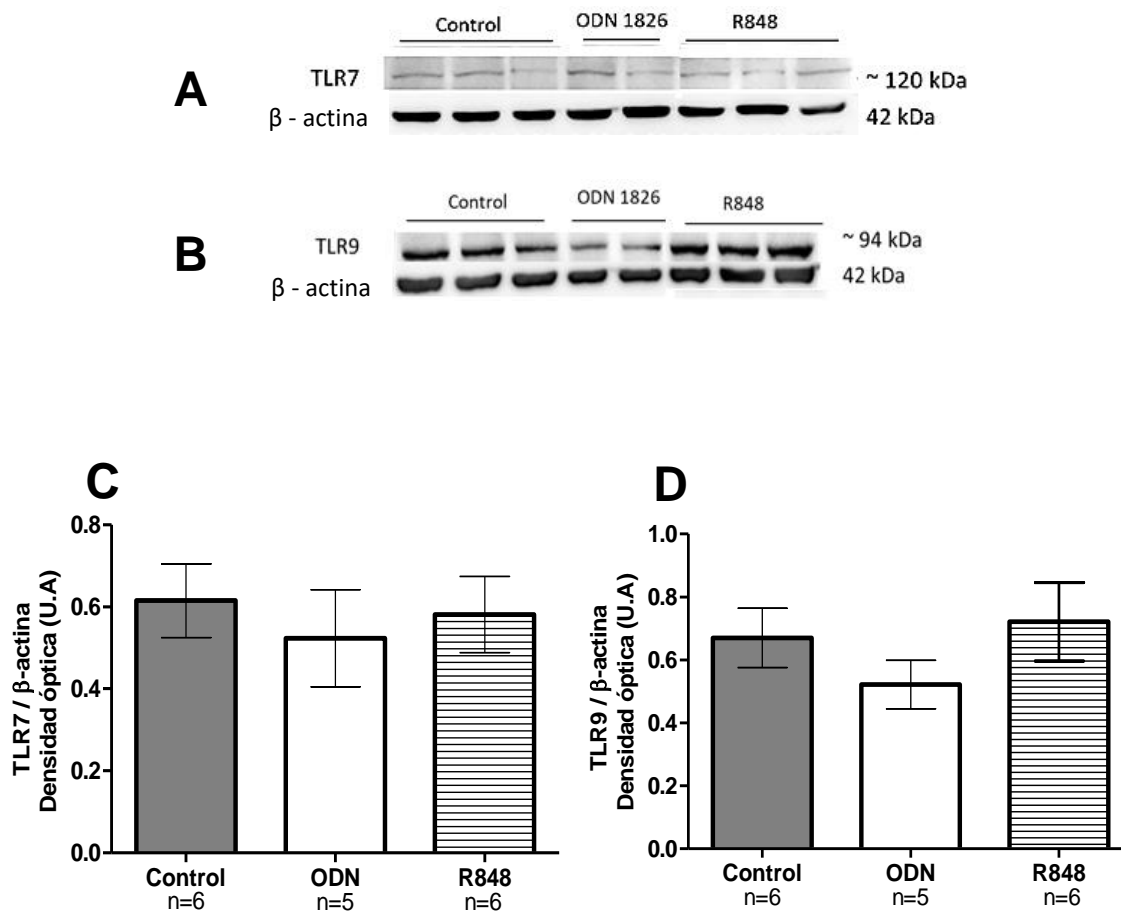 Control ODN 1826 R848
A TLR7 ~ 120 kDa
β - actina 42 kDa
Control ODN 1826 R848
B TLR9 ~ 94 kDa
β - actina 42 kDa
C
TLR7 / β-actina
Densidad óptica (U.A)
0.8
0.6
0.4
0.2
0.0
Control ODN R848
n=6 n=5 n=6
D
TLR9 / β-actina
Densidad óptica (U.A)
1.0
0.8
0.6
0.4
0.2
0.0
Control ODN R848
n=6 n=5 n=6